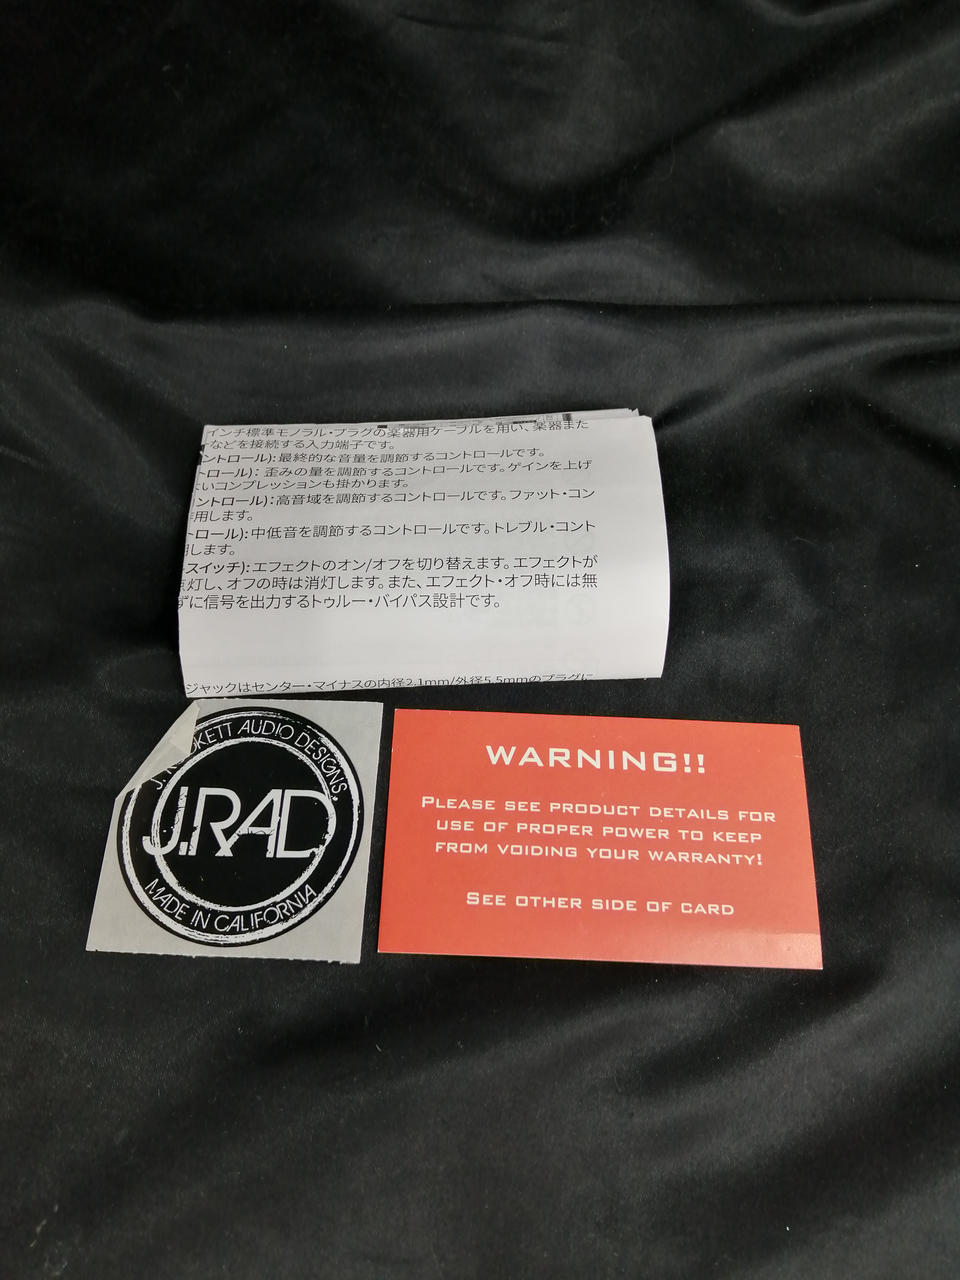 インチ標準モノラル・プラグの楽器用ケーブルを用い、楽器また
などを接続する入力端子です。
ントロール):最終的な音量を調節するコントロールです。
トロール):歪みの量を調節するコントロールです。ゲインを上げ
いコンプレッションも掛かります。
ントロール):高音域を調節するコントロールです。ファット・コン
用します。
トロール):中低音を調節するコントロールです。トレブル・コント
します。
スイッチ):エフェクトのオン/オフを切り替えます。エフェクトが
灯し、オフの時は消灯します。また、エフェクト・オフ時には無
ずに信号を出力するトゥルー・バイパス設計です。
ジャックはセンター・マイナスの内径2.1mm/外径5.5mmのプラグに
J. KETT AUDIO DESIGNS
J.RAD
MADE IN CALIFORNIA
WARNING!!
PLEASE SEE PRODUCT DETAILS FOR
USE OF PROPER POWER TO KEEP
FROM VOIDING YOUR WARRANTY!
SEE OTHER SIDE OF CARD